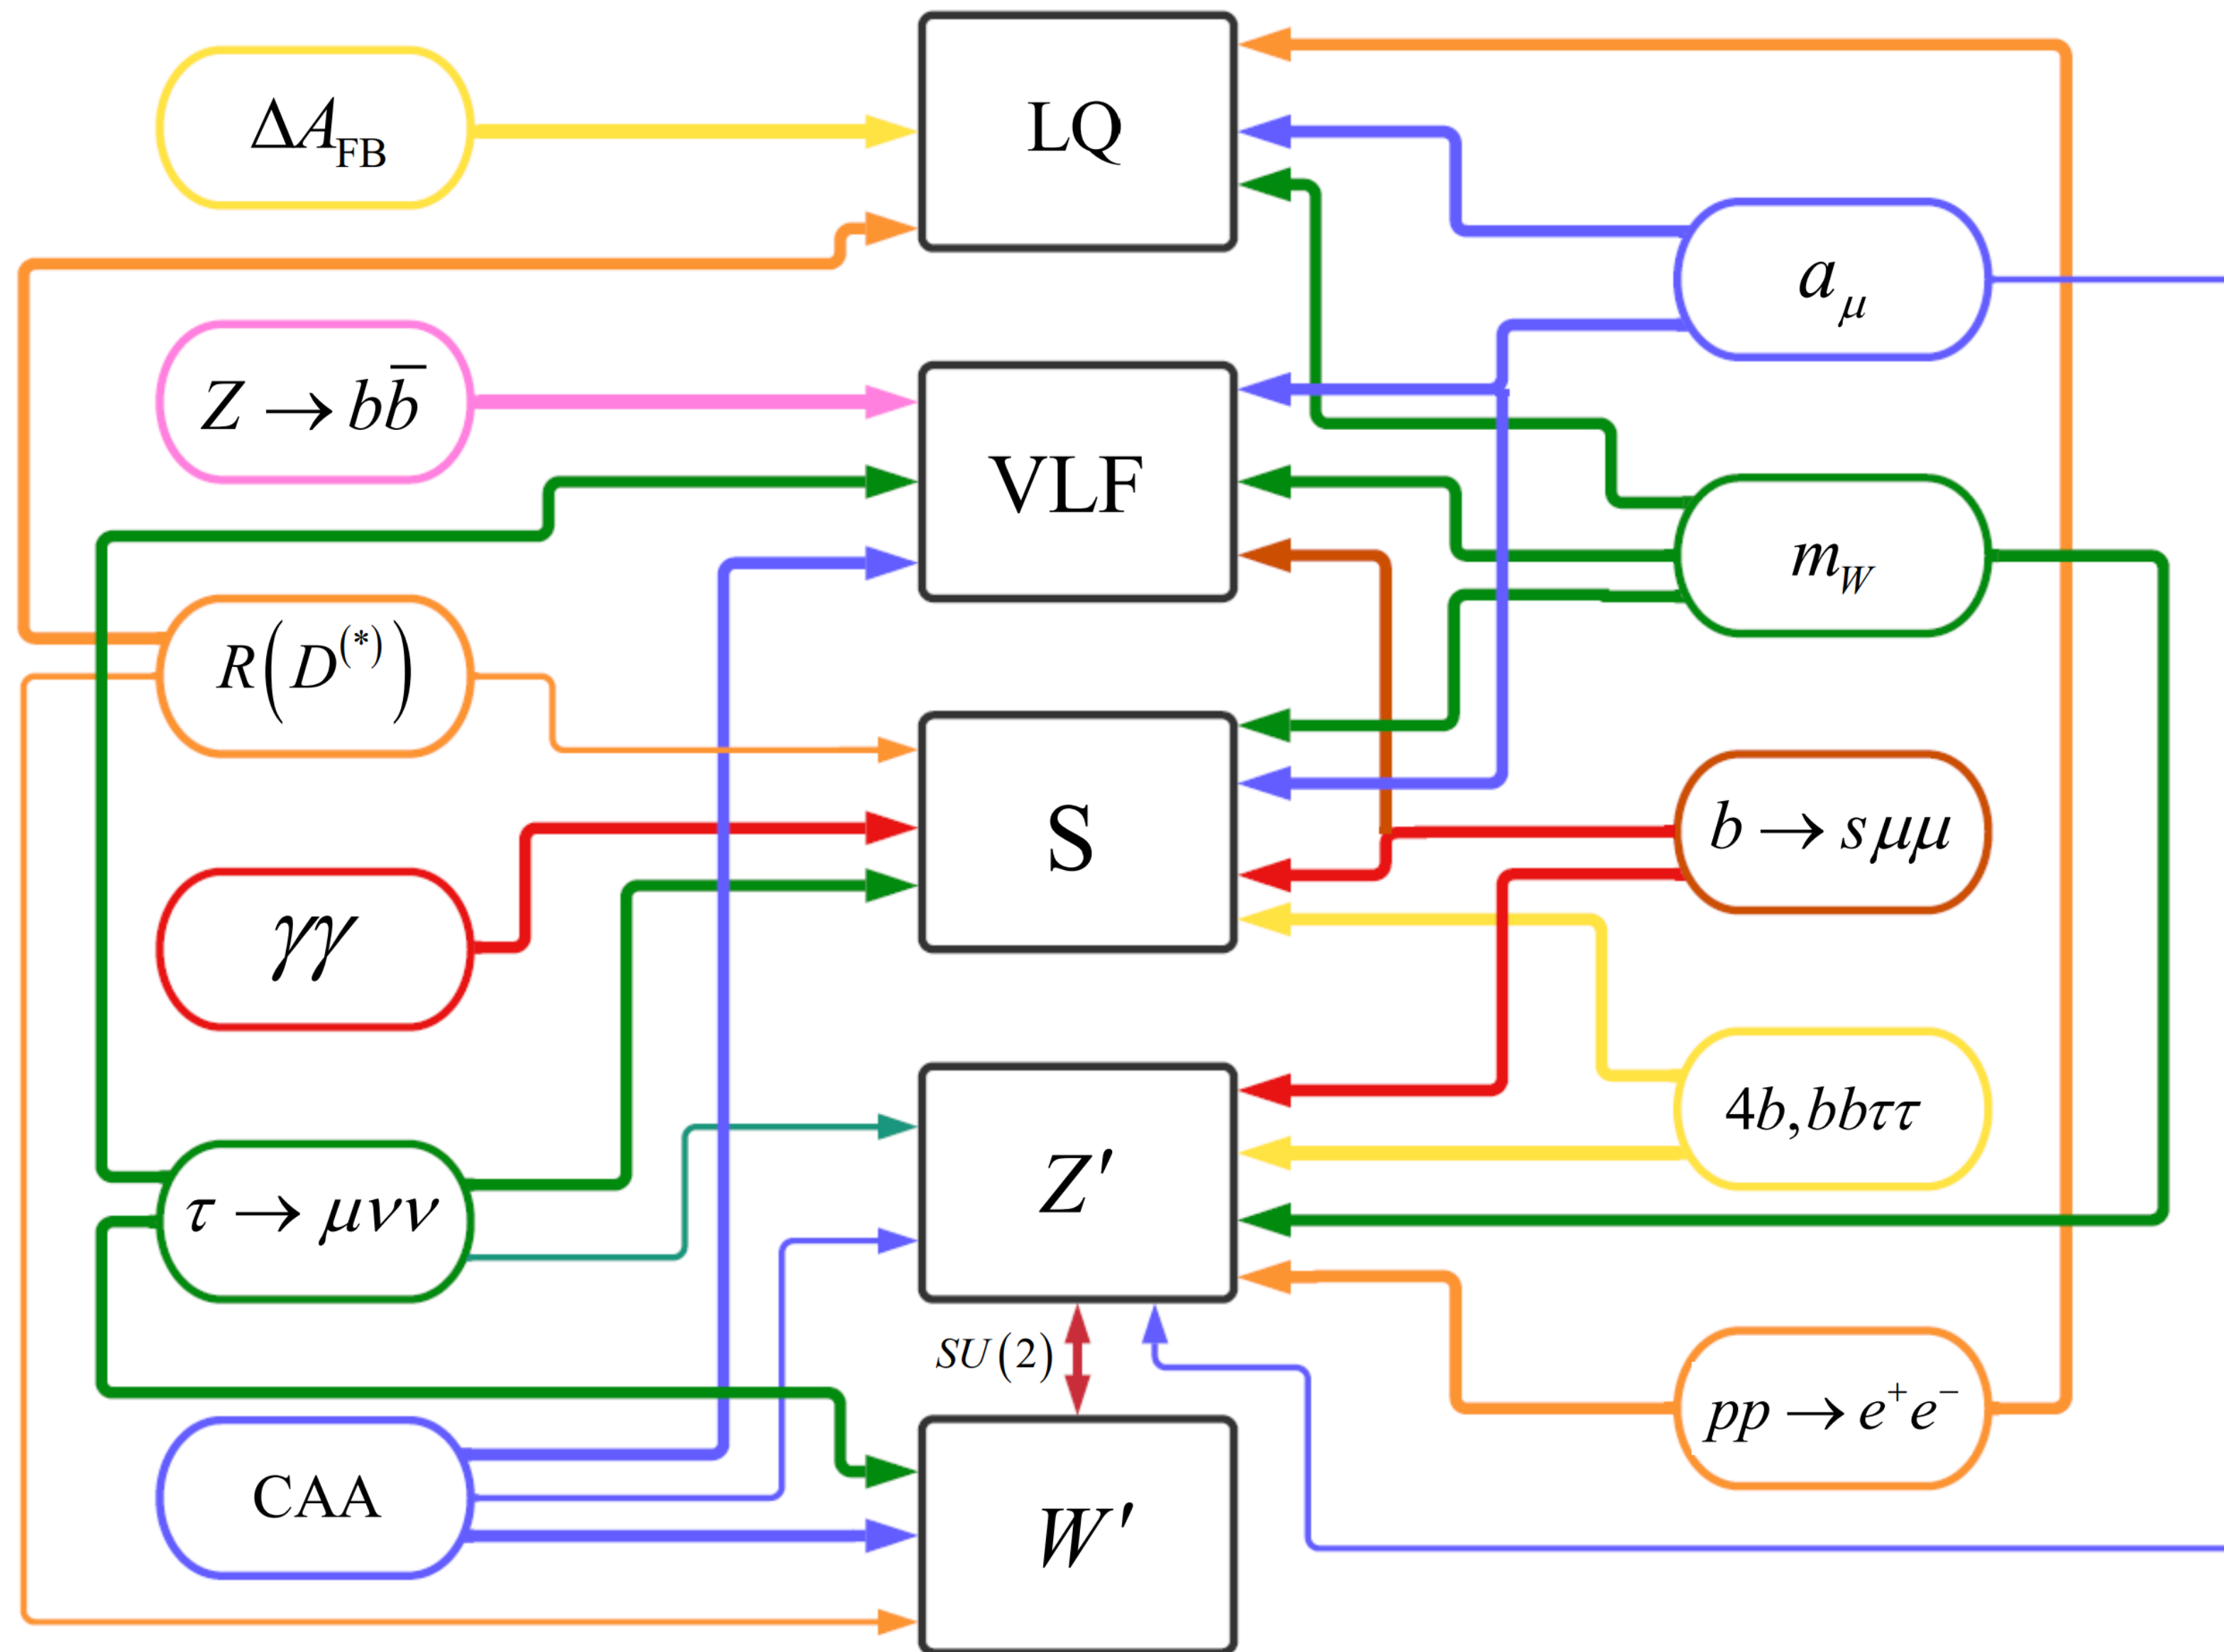 ΔA_FB
Z → bb̅
R(D^(*))
γγ
τ → μνν
CAA
LQ
VLF
S
Z′
SU(2)
W′
a_μ
m_W
b → sμμ
4b, bbττ
pp → e⁺e⁻